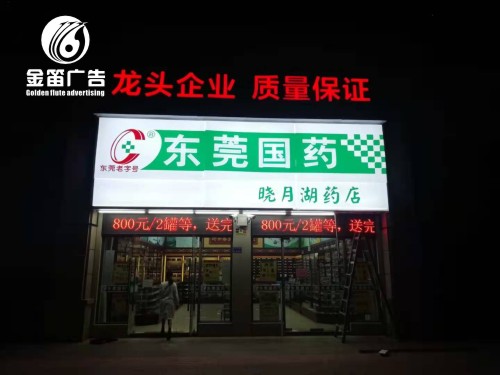 金笛广告
Golden flute advertising
龙头企业 质量保证
东莞国药
®
东莞老字号
晓月湖药店
800元/2罐等，送完
800元/2罐等，送完